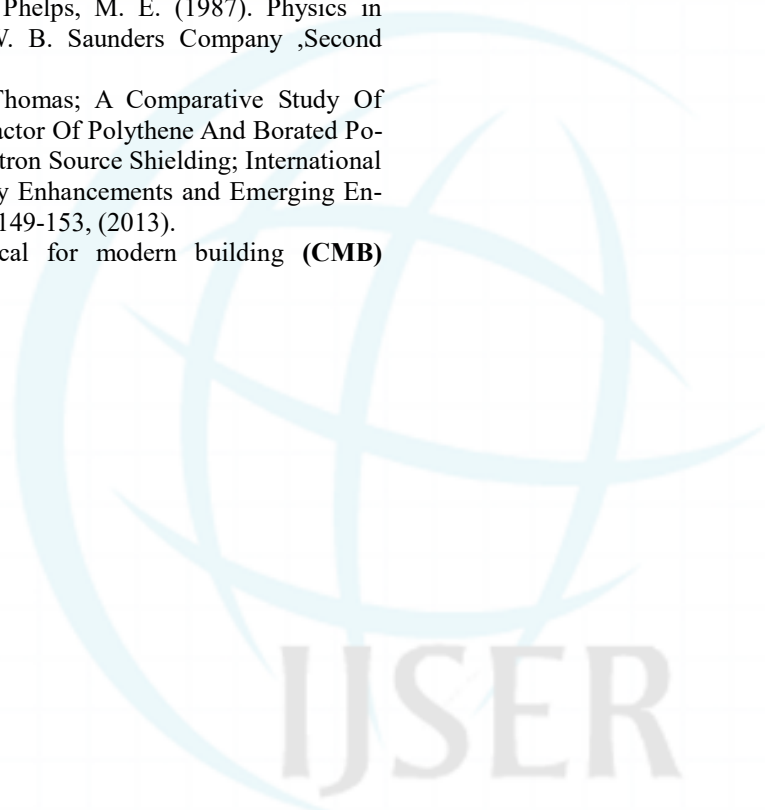 Phelps, M. E. (1987). Physics in
W. B. Saunders Company ,Second
Thomas; A Comparative Study Of
actor Of Polythene And Borated Po-
tron Source Shielding; International
y Enhancements and Emerging En-
149-153, (2013).
cal for modern building (CMB)
IJSER